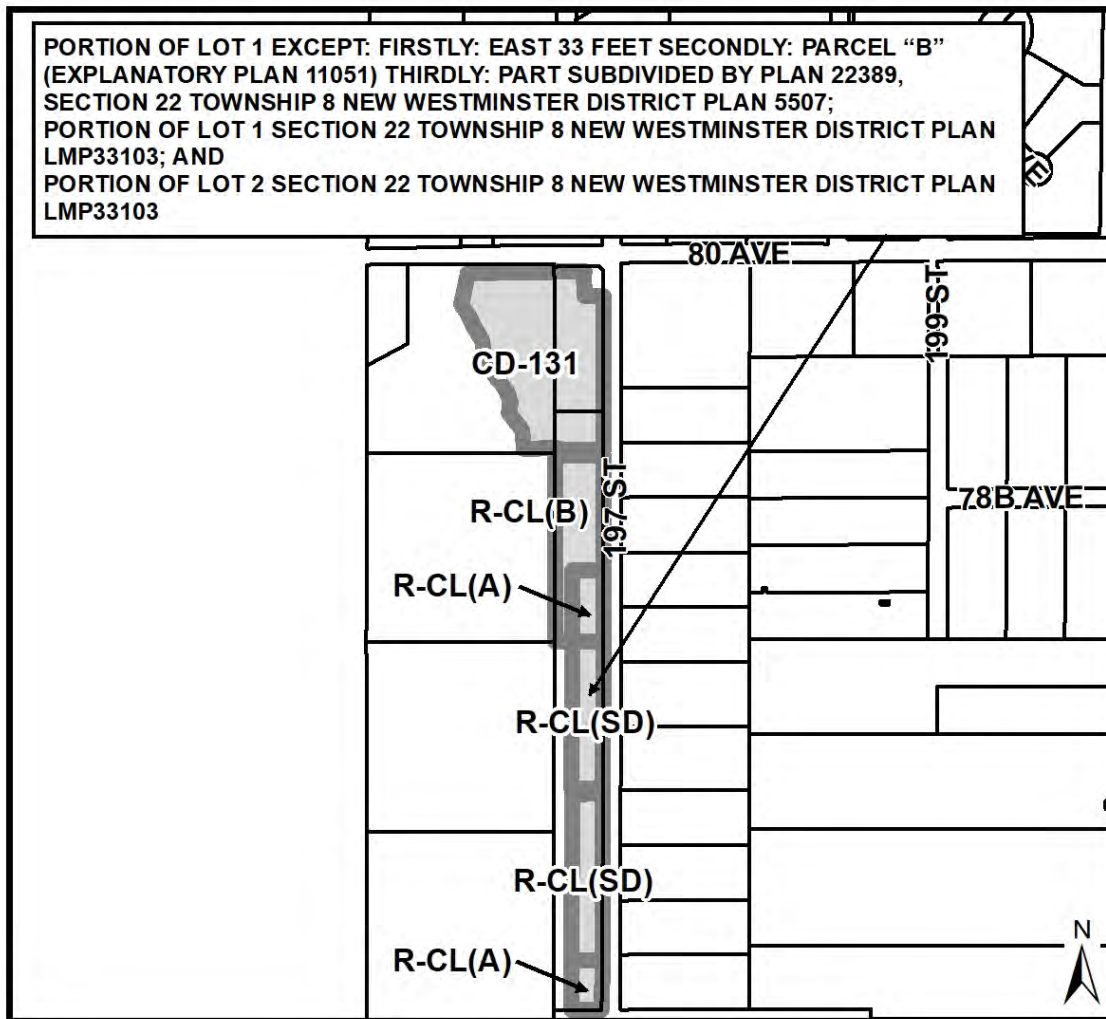 PORTION OF LOT 1 EXCEPT: FIRSTLY: EAST 33 FEET SECONDLY: PARCEL “B”
(EXPLANATORY PLAN 11051) THIRDLY: PART SUBDIVIDED BY PLAN 22389,
SECTION 22 TOWNSHIP 8 NEW WESTMINSTER DISTRICT PLAN 5507;
PORTION OF LOT 1 SECTION 22 TOWNSHIP 8 NEW WESTMINSTER DISTRICT PLAN
LMP33103; AND
PORTION OF LOT 2 SECTION 22 TOWNSHIP 8 NEW WESTMINSTER DISTRICT PLAN
LMP33103
80 AVE
199 ST
CD-131
197 ST
78B AVE
R-CL(B)
R-CL(A)
R-CL(SD)
R-CL(SD)
R-CL(A)
N